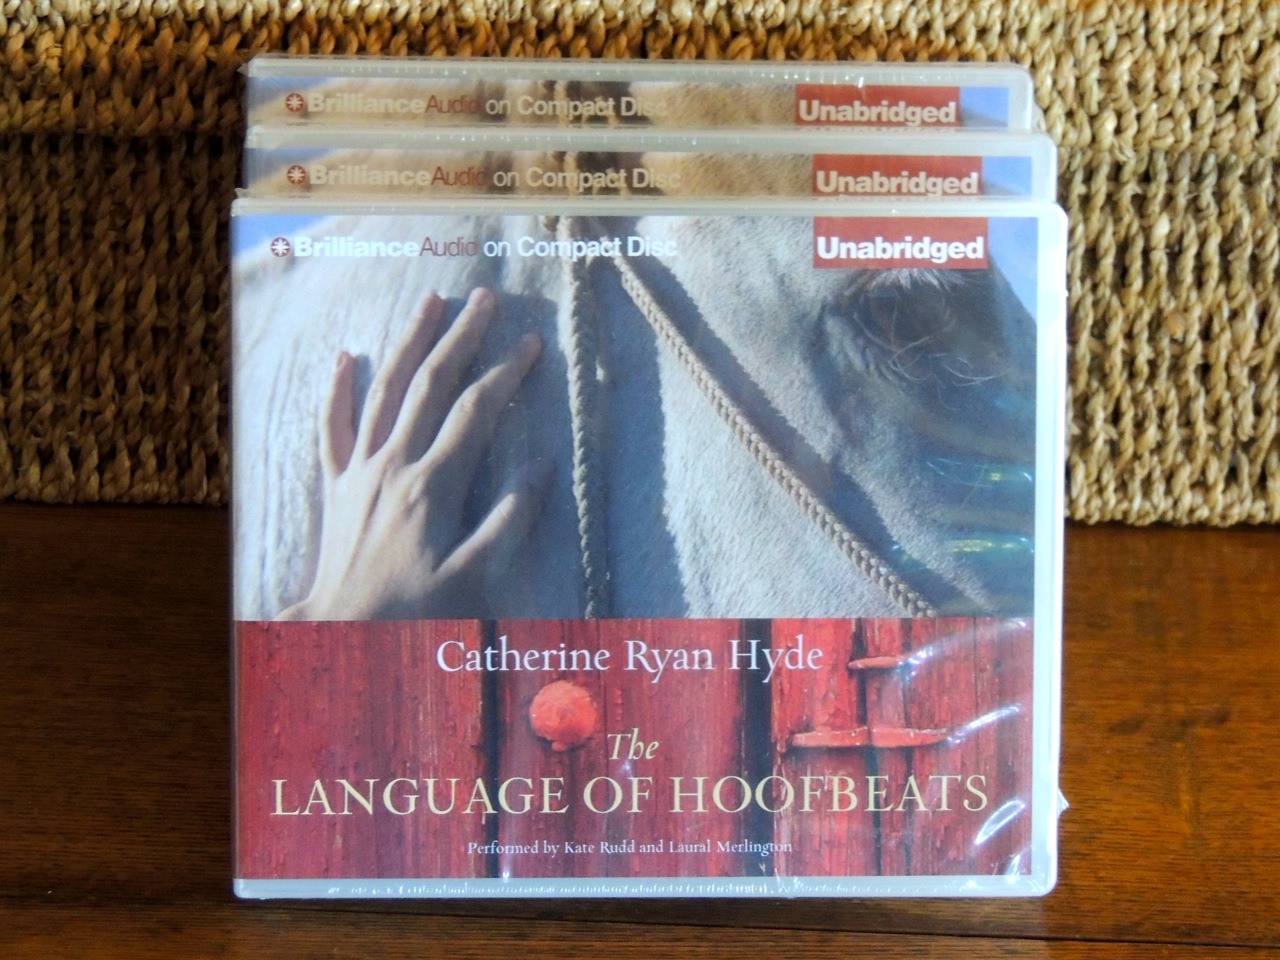 BrillianceAudio on Compact Disc Unabridged
BrillianceAudio on Compact Disc Unabridged
BrillianceAudio on Compact Disc Unabridged
Catherine Ryan Hyde
The
LANGUAGE OF HOOFBEATS
Performed by Kate Rudd and Laural Merlington